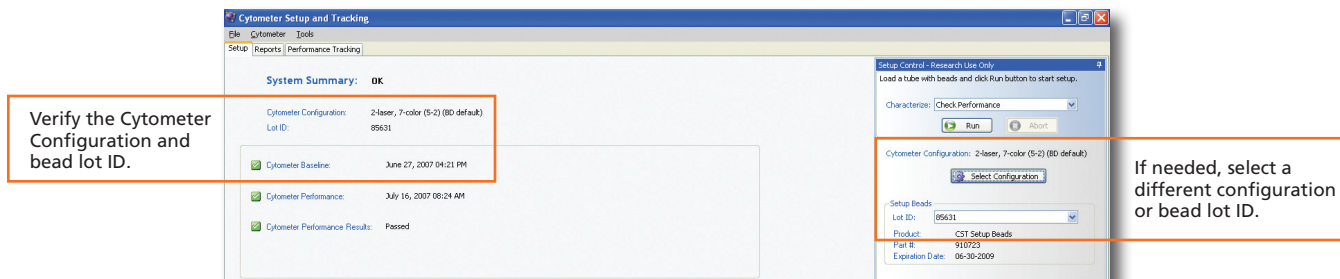 Cytometer Setup and Tracking
File Cytometer Tools
Setup Reports Performance Tracking
System Summary: OK
Cytometer Configuration: 2-laser, 7-color (5-2) (BD default)
Lot ID: 85631
Cytometer Baseline: June 27, 2007 04:21 PM
Cytometer Performance: July 16, 2007 08:24 AM
Cytometer Performance Results: Passed
Setup Control - Research Use Only
Load a tube with beads and click Run button to start setup.
Characterize: Check Performance
Run Abort
Cytometer Configuration: 2-laser, 7-color (5-2) (BD default)
Select Configuration
Setup Beads
Lot ID: 85631
Product: CST Setup Beads
Part #: 910723
Expiration Date: 06-30-2009
Verify the Cytometer
Configuration and
bead lot ID.
If needed, select a
different configuration
or bead lot ID.